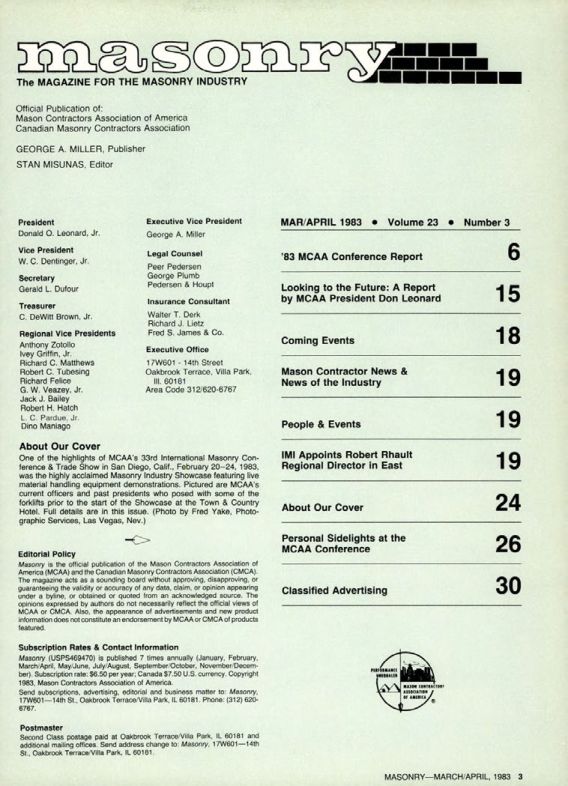 masonry
The MAGAZINE FOR THE MASONRY INDUSTRY
Official Publication of:
Mason Contractors Association of America
Canadian Masonry Contractors Association
GEORGE A. MILLER, Publisher
STAN MISUNAS, Editor
President
Donald O. Leonard, Jr.
Vice President
W. C. Dentinger, Jr.
Secretary
Gerald L. Dufour
Treasurer
C. DeWitt Brown, Jr.
Regional Vice Presidents
Anthony Zotollo
Ivey Griffin, Jr.
Richard C. Matthews
Robert C. Tubesing
Richard Felice
G. W. Veazey, Jr.
Jack J. Bailey
Robert H. Hatch
L. C. Pardue, Jr.
Dino Maniago
Executive Vice President
George A. Miller
Legal Counsel
Peer Pedersen
George Plumb
Pedersen & Houpt
Insurance Consultant
Walter T. Derk
Richard J. Lietz
Fred S. James & Co.
Executive Office
17W601 - 14th Street
Oakbrook Terrace, Villa Park,
Ill. 60181
Area Code 312/620-6767
About Our Cover
One of the highlights of MCAA's 33rd International Masonry Con-
ference & Trade Show in San Diego, Calif., February 20–24, 1983,
was the highly acclaimed Masonry Industry Showcase featuring live
material handling equipment demonstrations. Pictured are MCAA's
current officers and past presidents who posed with some of the
forklifts prior to the start of the Showcase at the Town & Country
Hotel. Full details are in this issue. (Photo by Fred Yake, Photo-
graphic Services, Las Vegas, Nev.)
Editorial Policy
Masonry is the official publication of the Mason Contractors Association of
America (MCAA) and the Canadian Masonry Contractors Association (CMCA).
The magazine acts as a sounding board without approving, disapproving, or
guaranteeing the validity or accuracy of any data, claim, or opinion appearing
under a byline, or obtained or quoted from an acknowledged source. The
opinions expressed by authors do not necessarily reflect the official views of
MCAA or CMCA. Also, the appearance of advertisements and new product
information does not constitute an endorsement by MCAA or CMCA of products
featured.
Subscription Rates & Contact Information
Masonry (USPS469470) is published 7 times annually (January, February,
March/April, May/June, July/August, September/October, November/Decem-
ber). Subscription rate: $6.50 per year; Canada $7.50 U.S. currency. Copyright
1983, Mason Contractors Association of America.
Send subscriptions, advertising, editorial and business matter to: Masonry,
17W601—14th St., Oakbrook Terrace/Villa Park, IL 60181. Phone: (312) 620-
6767.
Postmaster
Second Class postage paid at Oakbrook Terrace/Villa Park, IL 60181 and
additional mailing offices. Send address change to: Masonry, 17W601—14th
St., Oakbrook Terrace/Villa Park, IL 60181.
MAR/APRIL 1983 • Volume 23 • Number 3
'83 MCAA Conference Report 6
Looking to the Future: A Report
by MCAA President Don Leonard 15
Coming Events 18
Mason Contractor News &
News of the Industry 19
People & Events 19
IMI Appoints Robert Rhault
Regional Director in East 19
About Our Cover 24
Personal Sidelights at the
MCAA Conference 26
Classified Advertising 30
MASON CONTRACTORS
ASSOCIATION
OF AMERICA
®
MASONRY—MARCH/APRIL, 1983 3